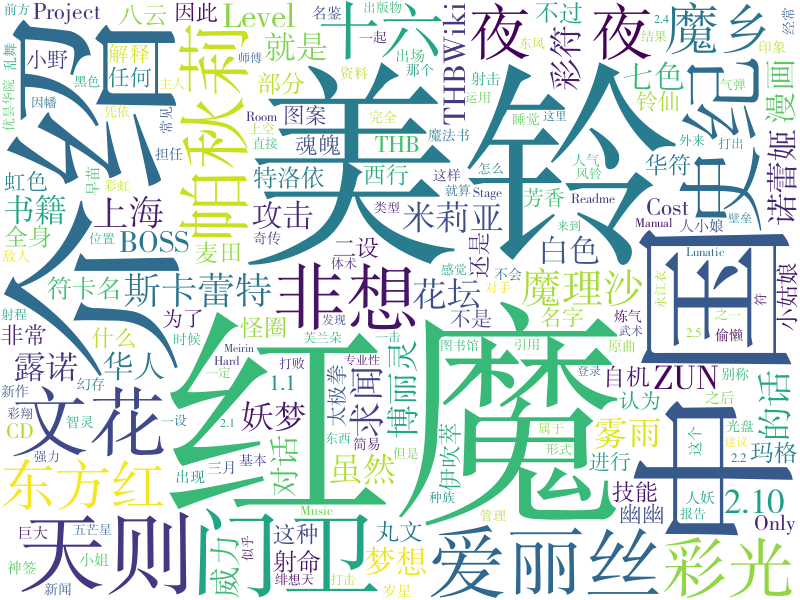 美铃
红魔
中国
介绍
史纪
夜夜
十六
帕秋莉
非想
天则
门卫
文花
东方红
爱丽丝
彩光
魔乡
漫画
诺蕾姬
七色
彩符
THBWiki
Level
就是
因此
八云
Project
小野
解释
任何
虹色
书籍
全身
上海
BOSS
麦田
符卡名
斯卡蕾特
非常
什么
华人
露诺
部分
图案
魂魄
THB
特洛依
西行
攻击
米莉亚
二设
花坛
还是
白色
魔理沙
小姑娘
华符
Cost
铃仙
芳香
不过
怪圈
妖梦
求闻
对话
虽然
博丽灵
太极拳
伊吹萃
不是
名字
自机
ZUN
的话
认为
雾雨
进行
玛格
技能
2.10
Only
幽幽
梦想
丸文
射命
这种
威力
1.1
CD
为了
名鉴
出版物
一起
师傅
资料
出场
那个
射击
运用
完全
魔法书
Room
上空
直接
睡觉
这里
气弹
打出
外来
东风
结果
经常
印象
2.4
前方
乱舞
黑色
主人
因幡
凭依
常见
优昙华院
早苗
彩虹
担任
位置
敌人
类型
奇传
这样
就算
Stage
怎么
人气
风铃
Readme
来到
人小娘
Manual
壁垒
Lunatic
永江衣
符
之一
2.5
偷懒
炼气
武术
不会
感觉
对手
体术
芙兰朵
发现
一击
图书馆
引用
原曲
登录
别称
之后
光盘
建议
2.2
这个
人妖
报告
属于
形式
种族
管理
但是
东西
简易
专业性
Meirin
Hard
打败
一定
一设
2.1
智灵
幻存
新作
彩翔
射程
时候
强力
出现
三月
基本
Music
似乎
打击
岁星
绯想天
小姐
五芒星
巨大
神签
新闻